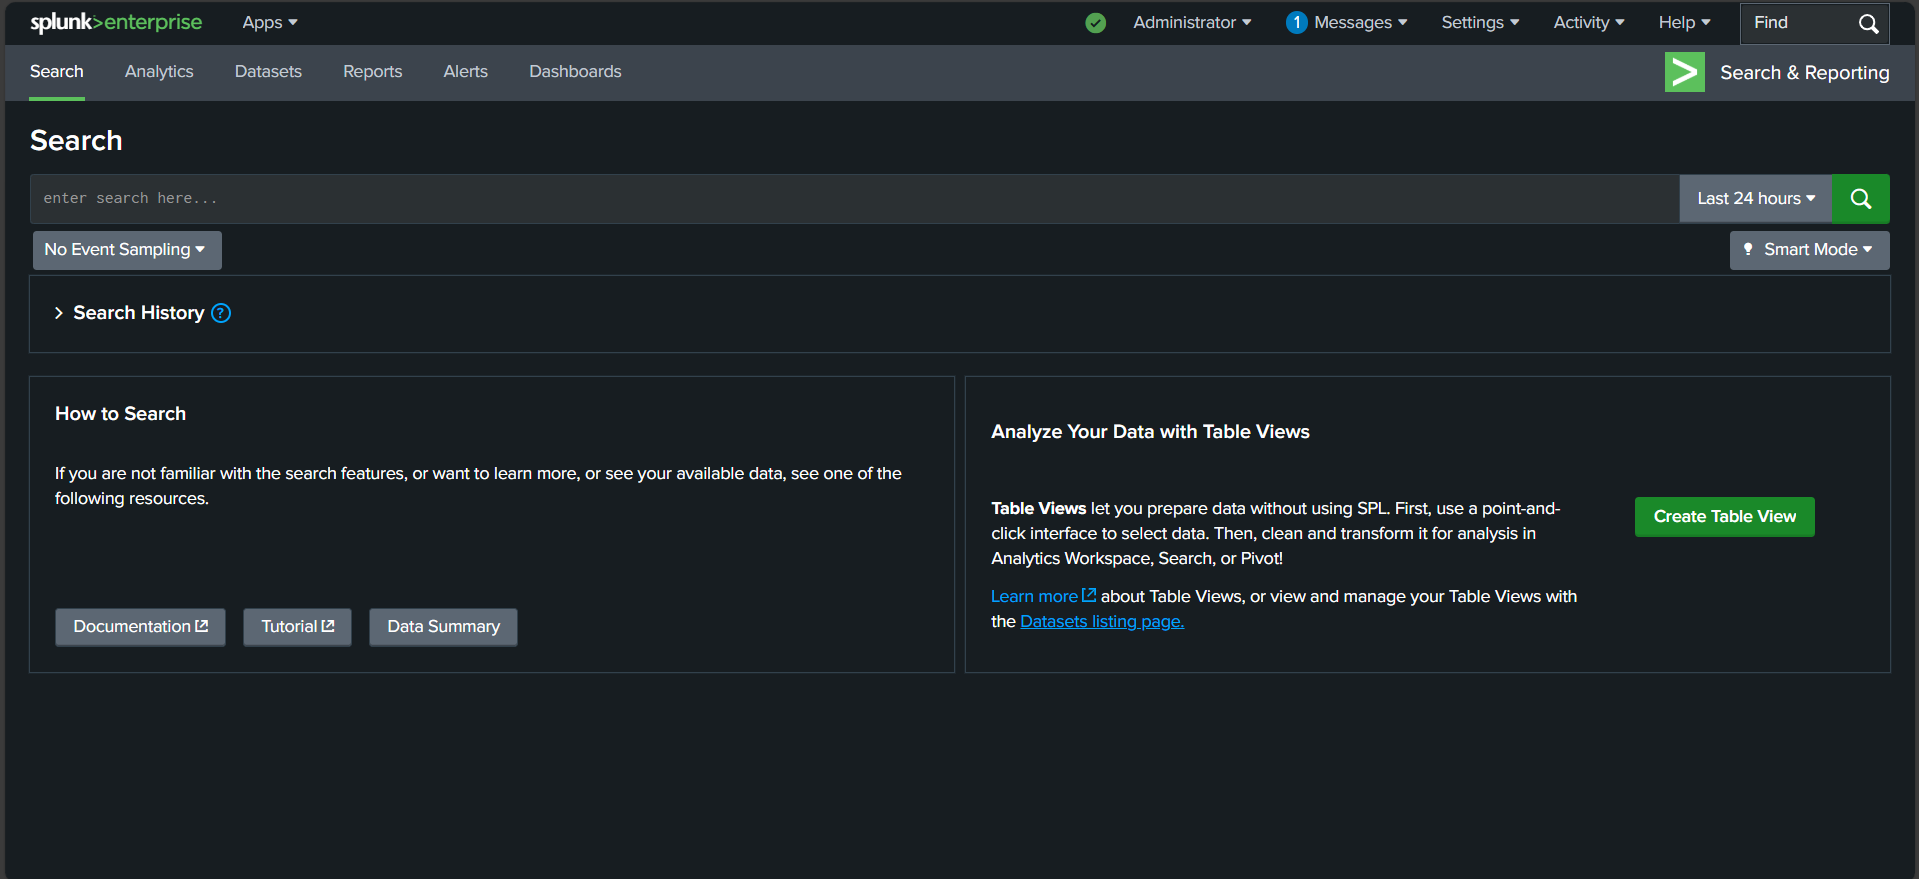 splunk>enterprise Apps Administrator 1 Messages Settings Activity Help Find
Search Analytics Datasets Reports Alerts Dashboards Search & Reporting
Search
enter search here... Last 24 hours
No Event Sampling Smart Mode
Search History ?
How to Search
If you are not familiar with the search features, or want to learn more, or see your available data, see one of the
following resources.
Documentation Tutorial Data Summary
Analyze Your Data with Table Views
Table Views let you prepare data without using SPL. First, use a point-and-
click interface to select data. Then, clean and transform it for analysis in
Analytics Workspace, Search, or Pivot!
Learn more about Table Views, or view and manage your Table Views with
the Datasets listing page.
Create Table View